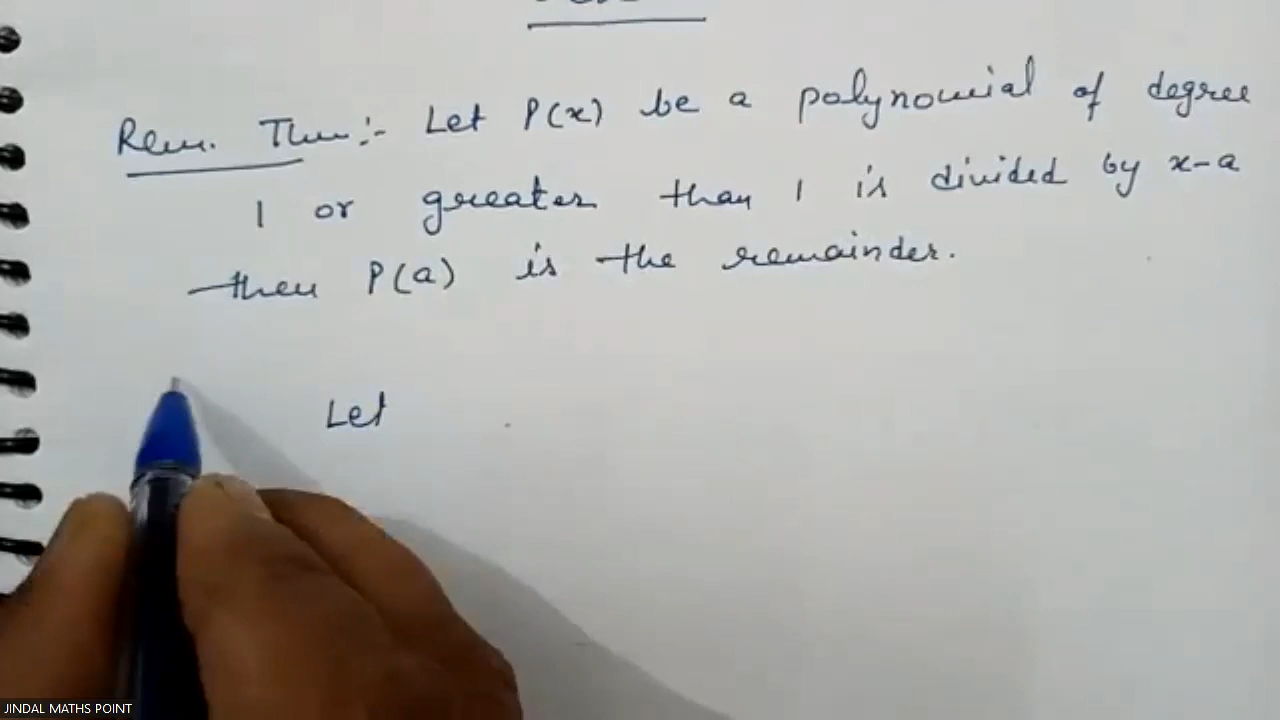 Rem. Thm:- Let P(x) be a polynomial of degree
1 or greater than 1 is divided by x-a
then P(a) is the remainder.
Let
JINDAL MATHS POINT